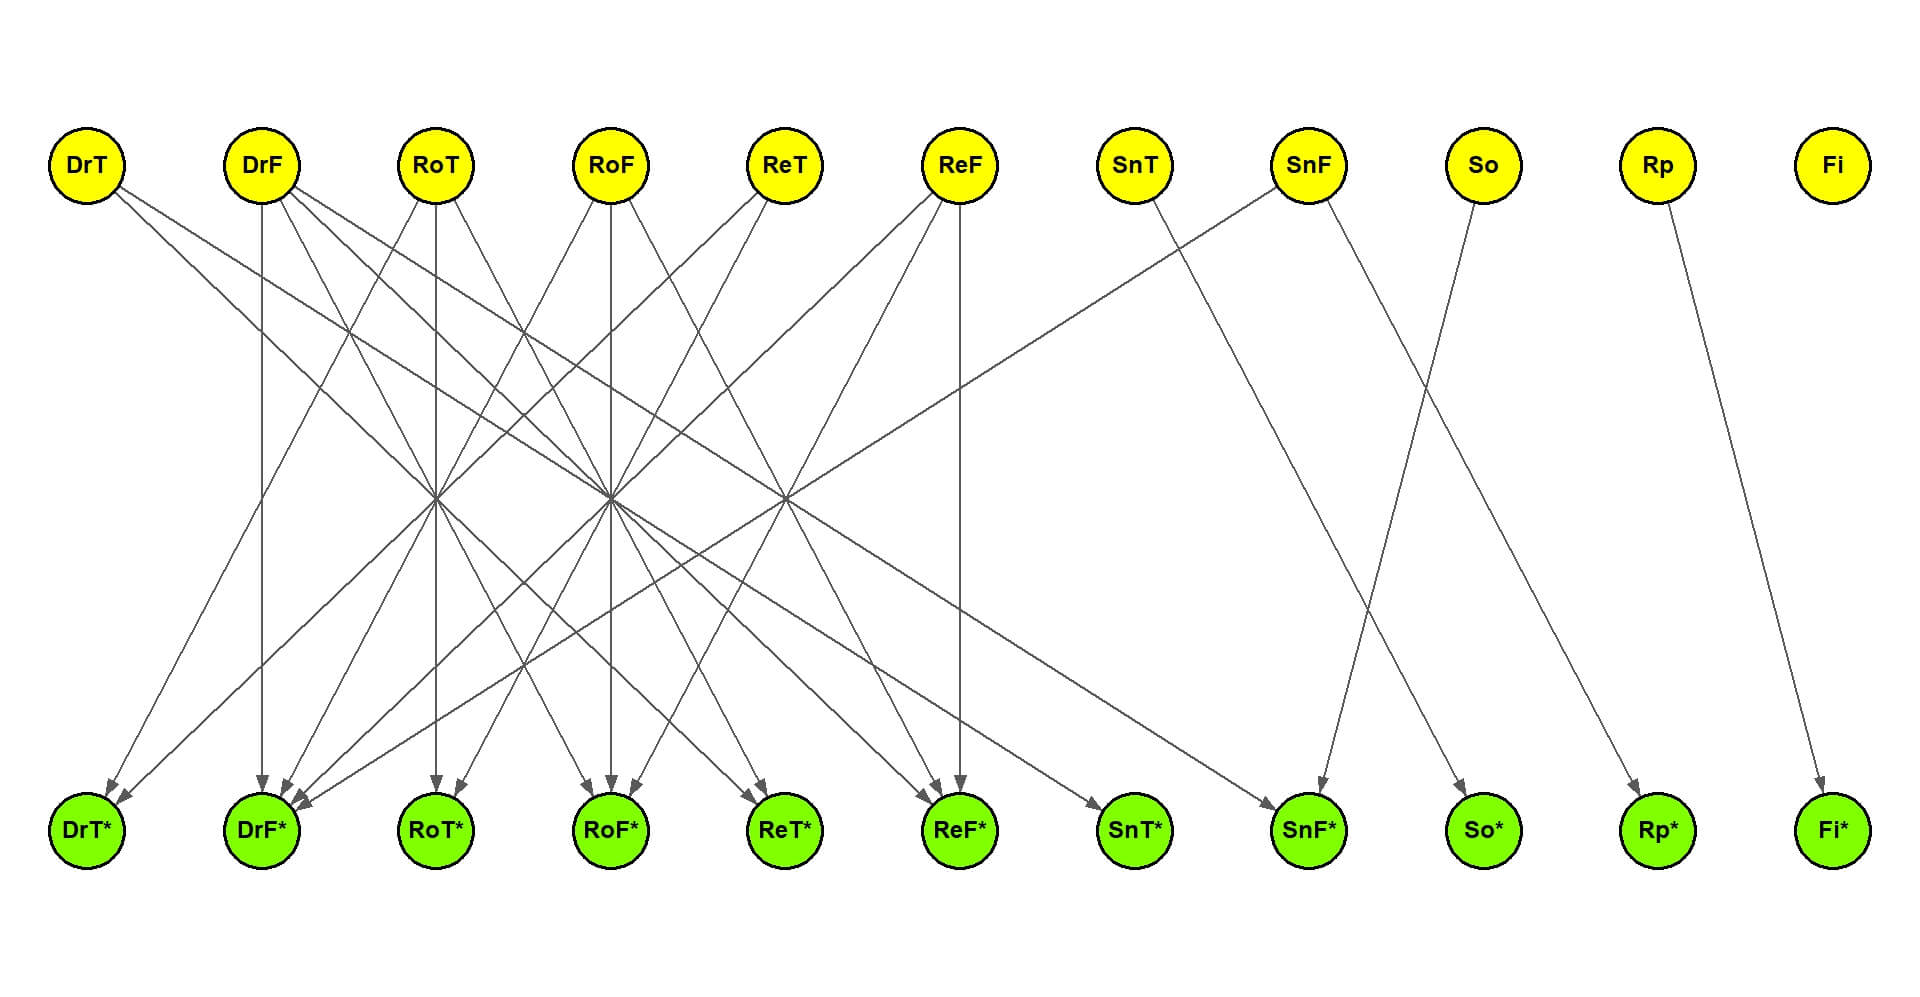 DrT DrF RoT RoF ReT ReF SnT SnF So Rp Fi
DrT* DrF* RoT* RoF* ReT* ReF* SnT* SnF* So* Rp* Fi*